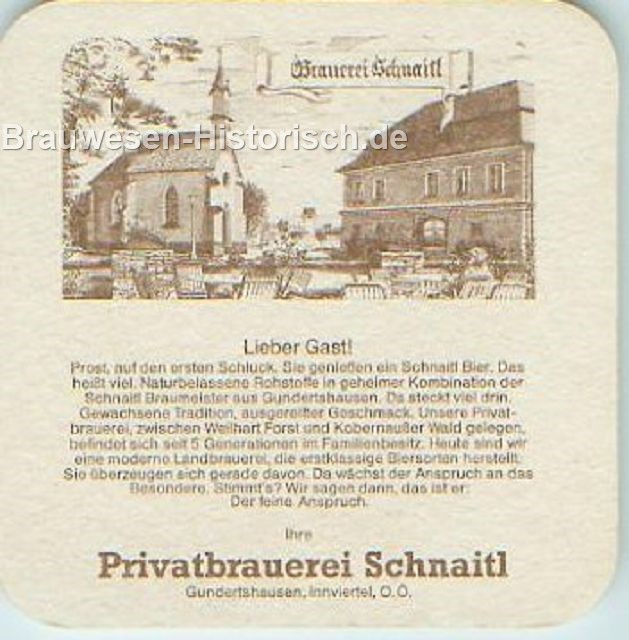 Brauerei Schnaitl
Brauwesen-Historisch.de
Lieber Gast!
Prost, auf den ersten Schluck. Sie genießen ein Schnaitl Bier. Das
heißt viel. Naturbelassene Rohstoffe in geheimer Kombination der
Schnaitl Braumeister aus Gundertshausen. Da steckt viel drin.
Gewachsene Tradition, ausgereifter Geschmack. Unsere Privat-
brauerei, zwischen Weilhart Forst und Kobernaußer Wald gelegen,
befindet sich seit 5 Generationen im Familienbesitz. Heute sind wir
eine moderne Landbrauerei, die erstklassige Biersorten herstellt.
Sie überzeugen sich gerade davon. Da wächst der Anspruch an das
Besondere. Stimmt's? Wir sagen dann, das ist er:
Der feine Anspruch.
Ihre
Privatbrauerei Schnaitl
Gundertshausen, Innviertel, O.Ö.